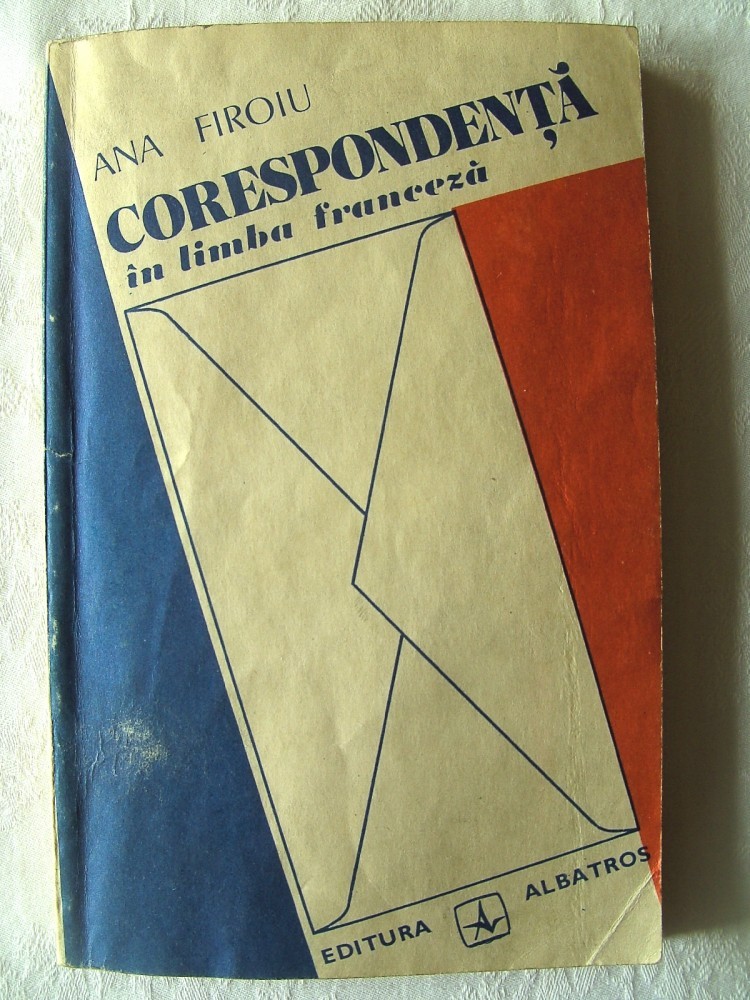 ANA FIROIU
CORESPONDENȚĂ
în limba franceză
EDITURA ALBATROS